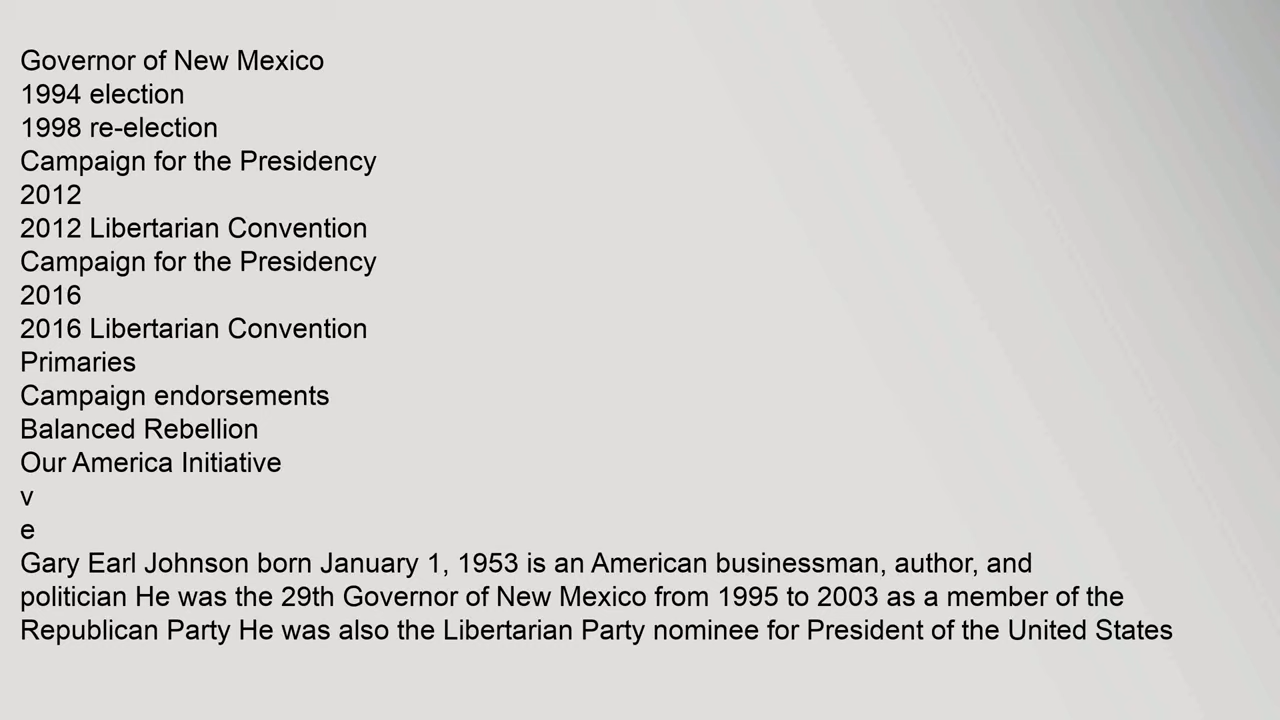 Governor of New Mexico
1994 election
1998 re-election
Campaign for the Presidency
2012
2012 Libertarian Convention
Campaign for the Presidency
2016
2016 Libertarian Convention
Primaries
Campaign endorsements
Balanced Rebellion
Our America Initiative
v
e
Gary Earl Johnson born January 1, 1953 is an American businessman, author, and
politician He was the 29th Governor of New Mexico from 1995 to 2003 as a member of the
Republican Party He was also the Libertarian Party nominee for President of the United States